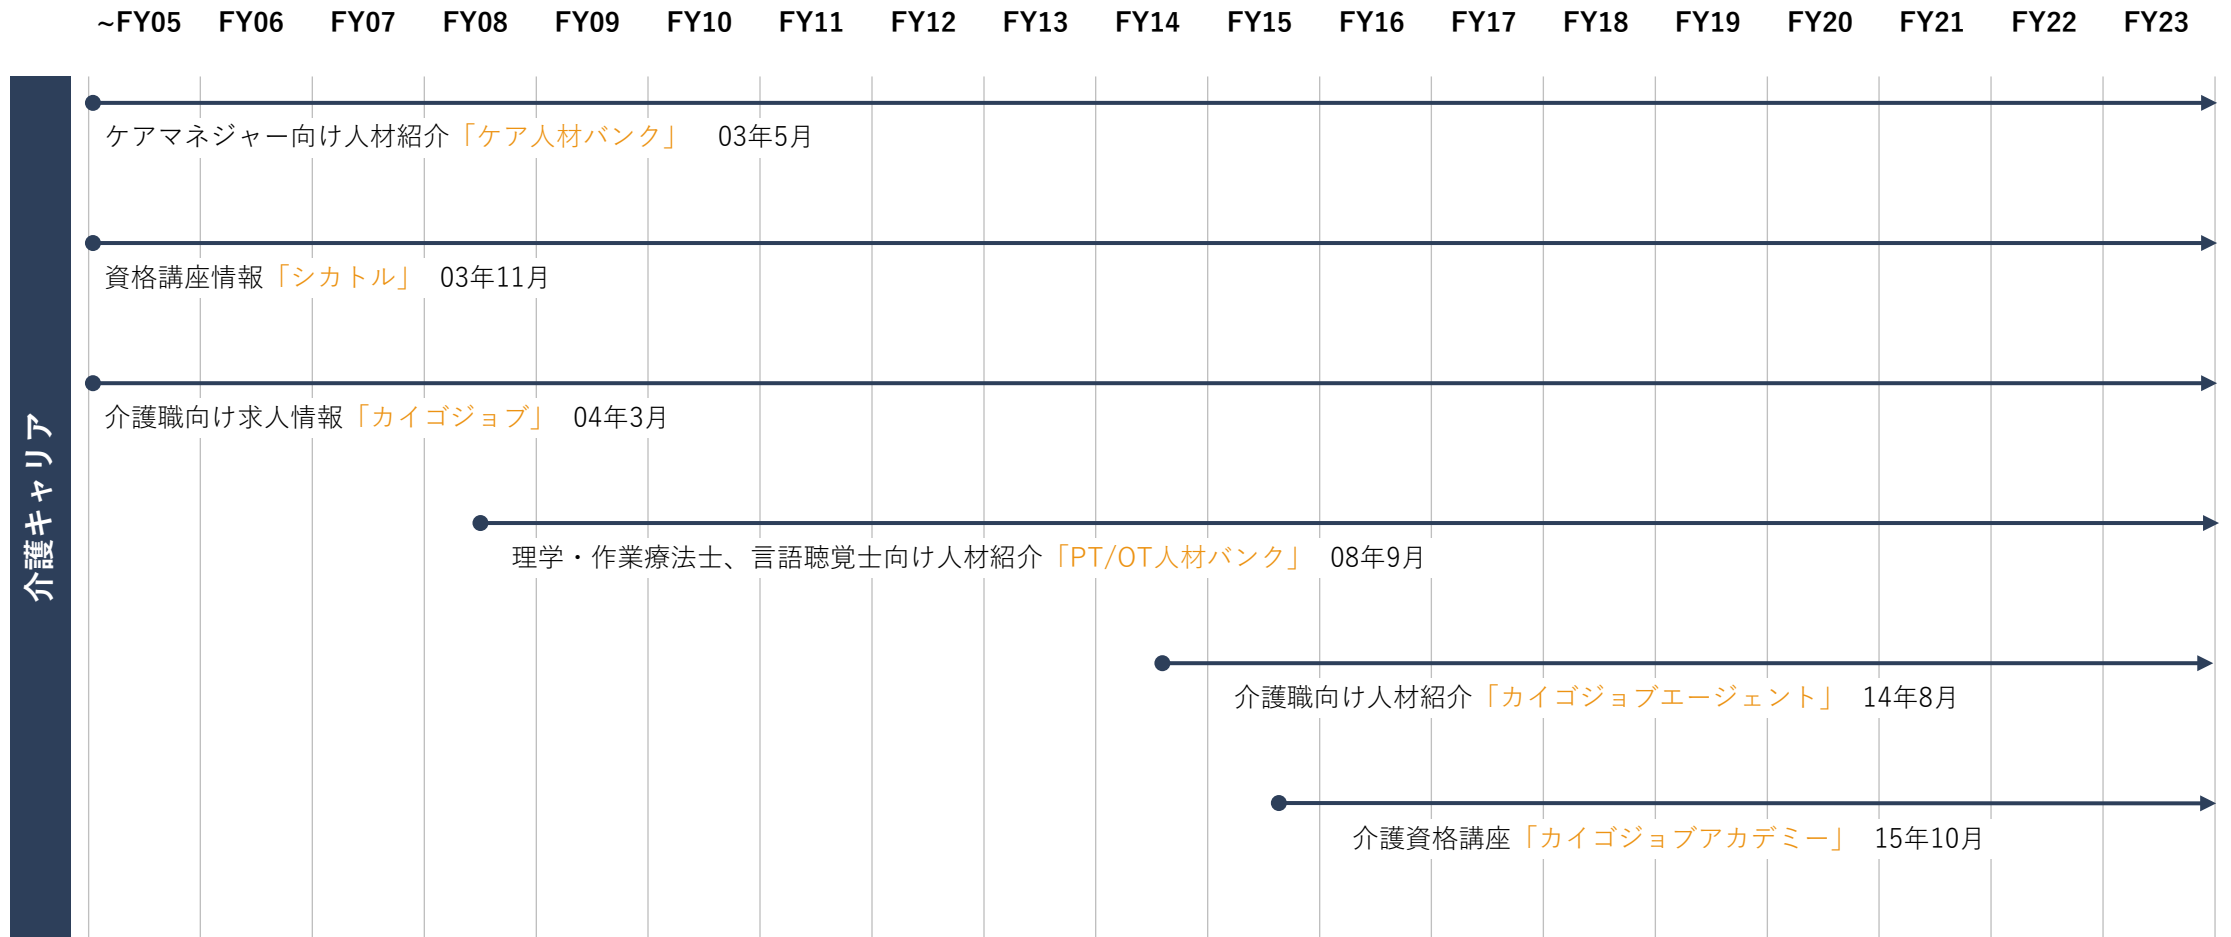 ~FY05 FY06 FY07 FY08 FY09 FY10 FY11 FY12 FY13 FY14 FY15 FY16 FY17 FY18 FY19 FY20 FY21 FY22 FY23
介護キャリア
ケアマネジャー向け人材紹介「ケア人材バンク」 03年5月
資格講座情報「シカトル」 03年11月
介護職向け求人情報「カイゴジョブ」 04年3月
理学・作業療法士、言語聴覚士向け人材紹介「PT/OT人材バンク」 08年9月
介護職向け人材紹介「カイゴジョブエージェント」 14年8月
介護資格講座「カイゴジョブアカデミー」 15年10月